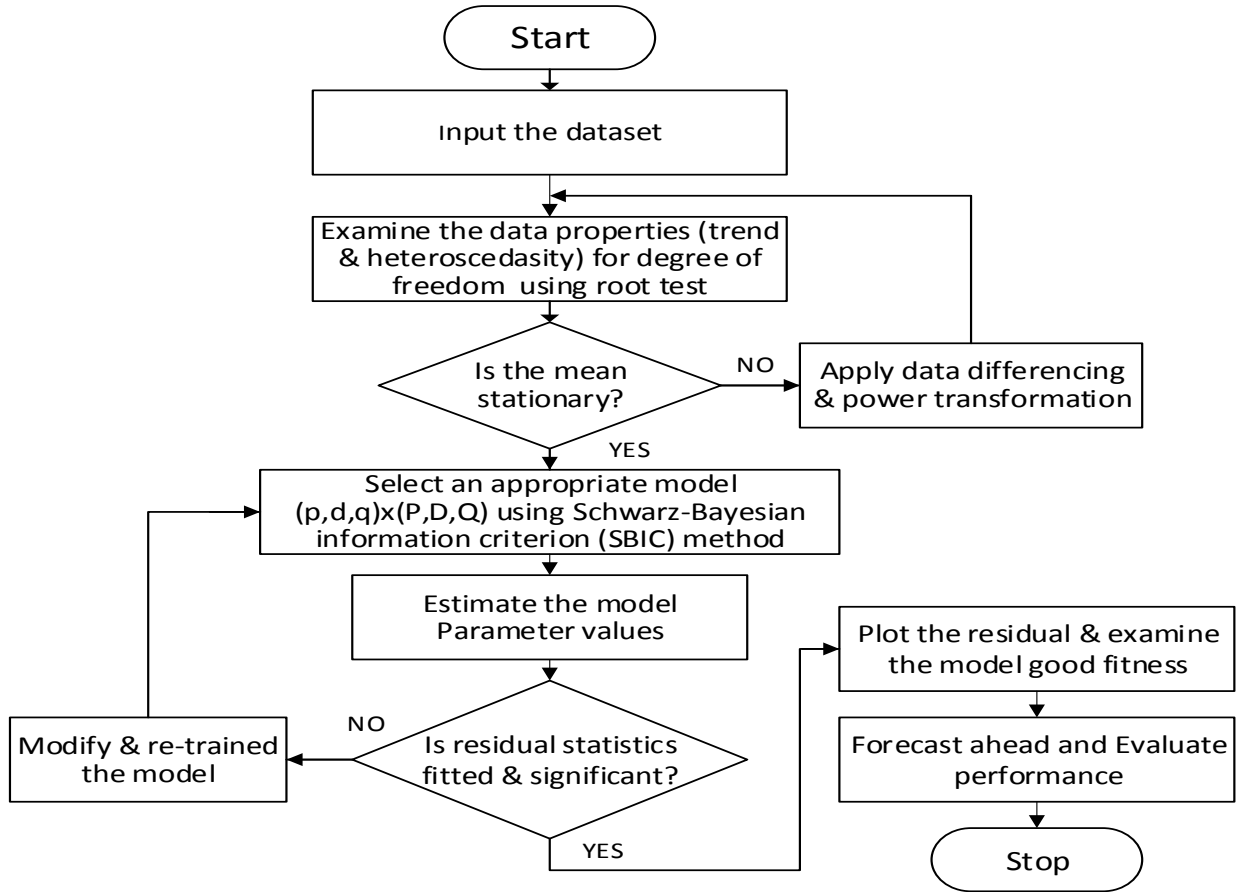 Start
Input the dataset
Examine the data properties (trend
& heteroscedasity) for degree of
freedom using root test
Is the mean
stationary?
NO
Apply data differencing
& power transformation
YES
Select an appropriate model
(p,d,q)x(P,D,Q) using Schwarz-Bayesian
information criterion (SBIC) method
Estimate the model
Parameter values
Is residual statistics
fitted & significant?
NO
Modify & re-trained
the model
YES
Plot the residual & examine
the model good fitness
Forecast ahead and Evaluate
performance
Stop